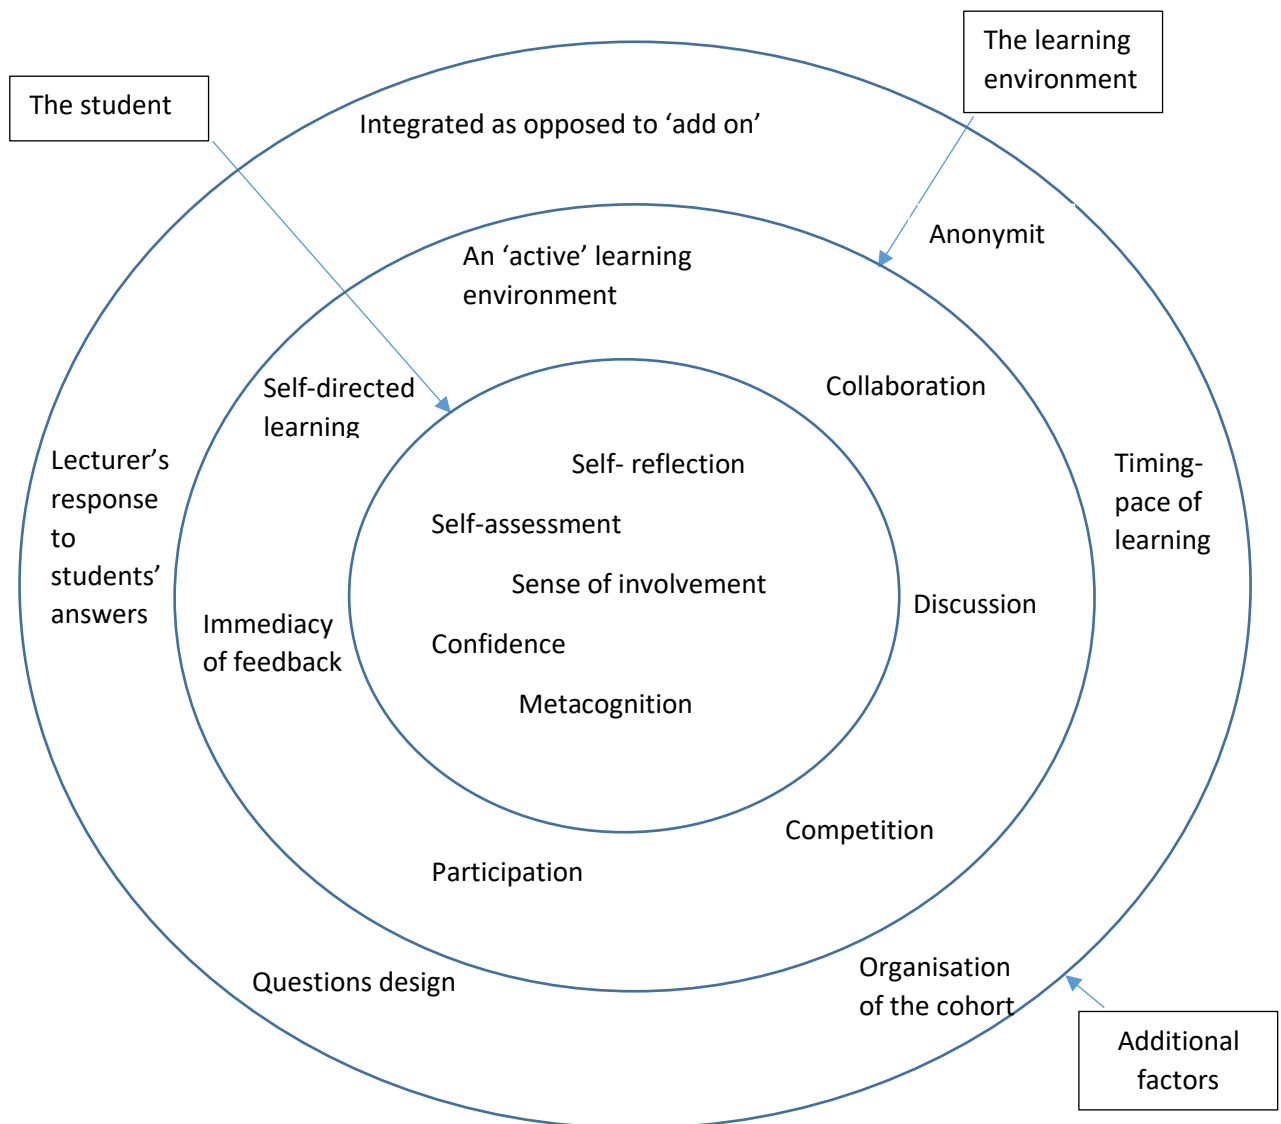 The learning
environment
The student
Integrated as opposed to ‘add on’
Anonymit
An ‘active’ learning
environment
Self-directed
learning
Collaboration
Lecturer’s
response
to
students’
answers
Self- reflection
Timing-
pace of
learning
Self-assessment
Sense of involvement
Discussion
Immediacy
of feedback
Confidence
Metacognition
Competition
Participation
Questions design
Organisation
of the cohort
Additional
factors